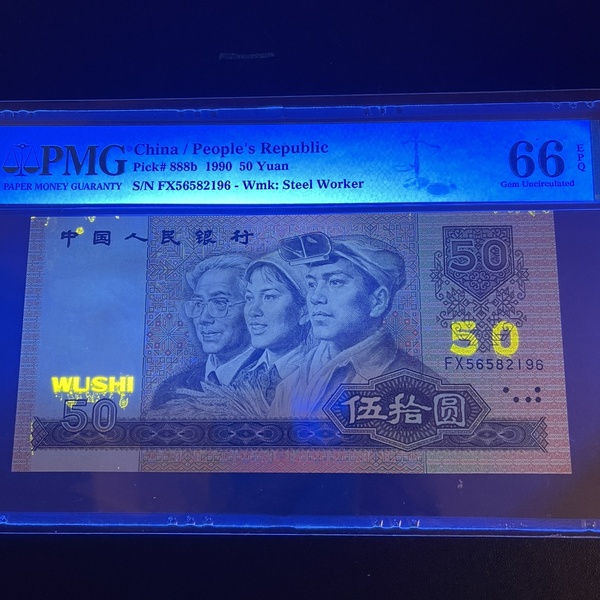 PMG
PAPER MONEY GUARANTY
China / People's Republic
Pick# 888b 1990 50 Yuan
S/N FX56582196 - Wmk: Steel Worker
66
EPQ
Gem Uncirculated
中国人民银行
50
50
FX56582196
WUSHI
50
伍拾圆